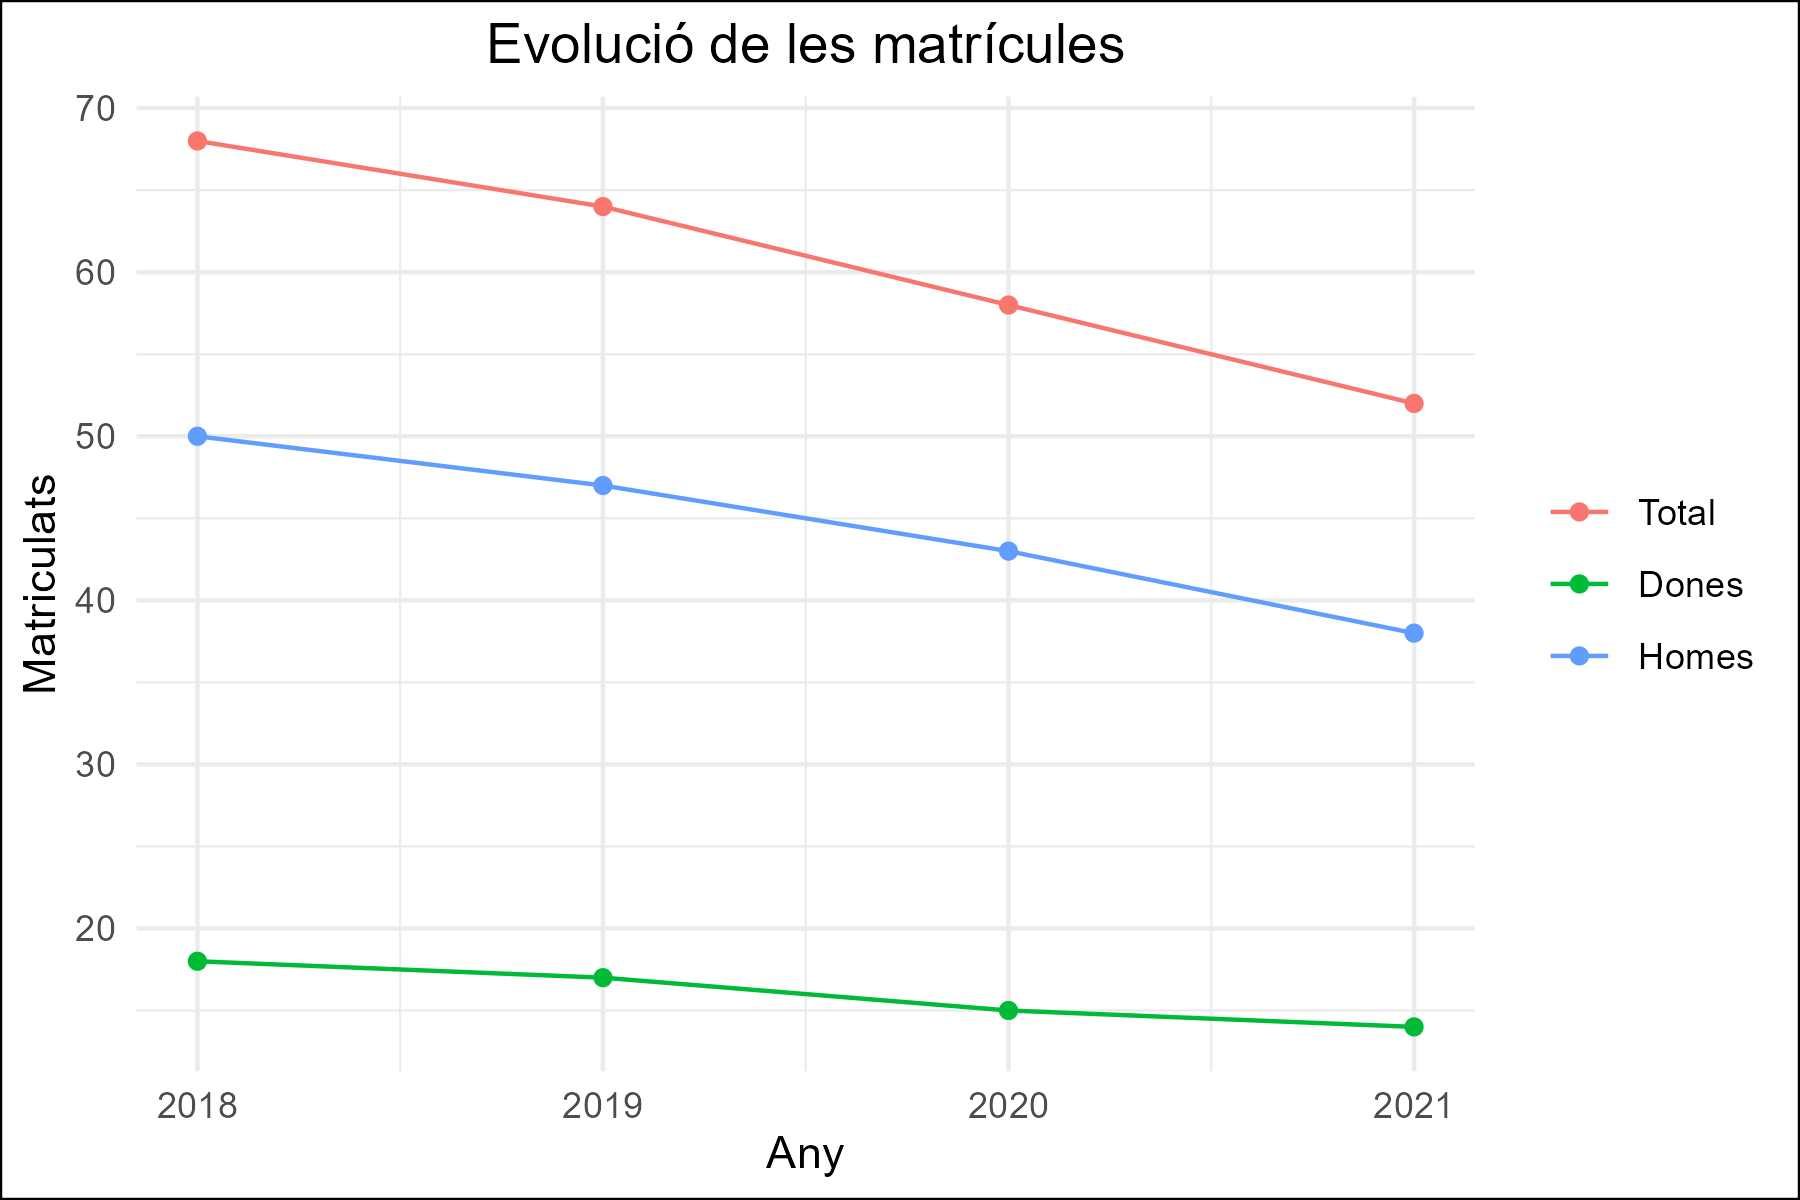 Evolució de les matrícules
70
60
50
40
30
20
Matriculats
2018 2019 2020 2021
Any
Total
Dones
Homes